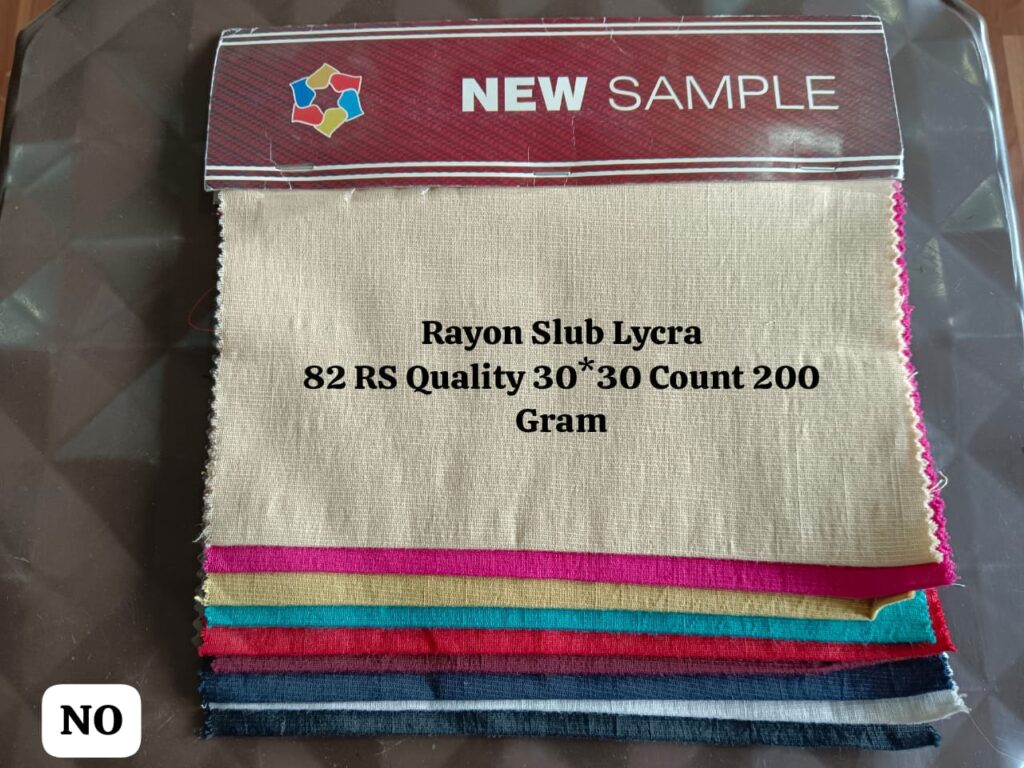 NEW SAMPLE
Rayon Slub Lycra
82 RS Quality 30*30 Count 200
Gram
NO